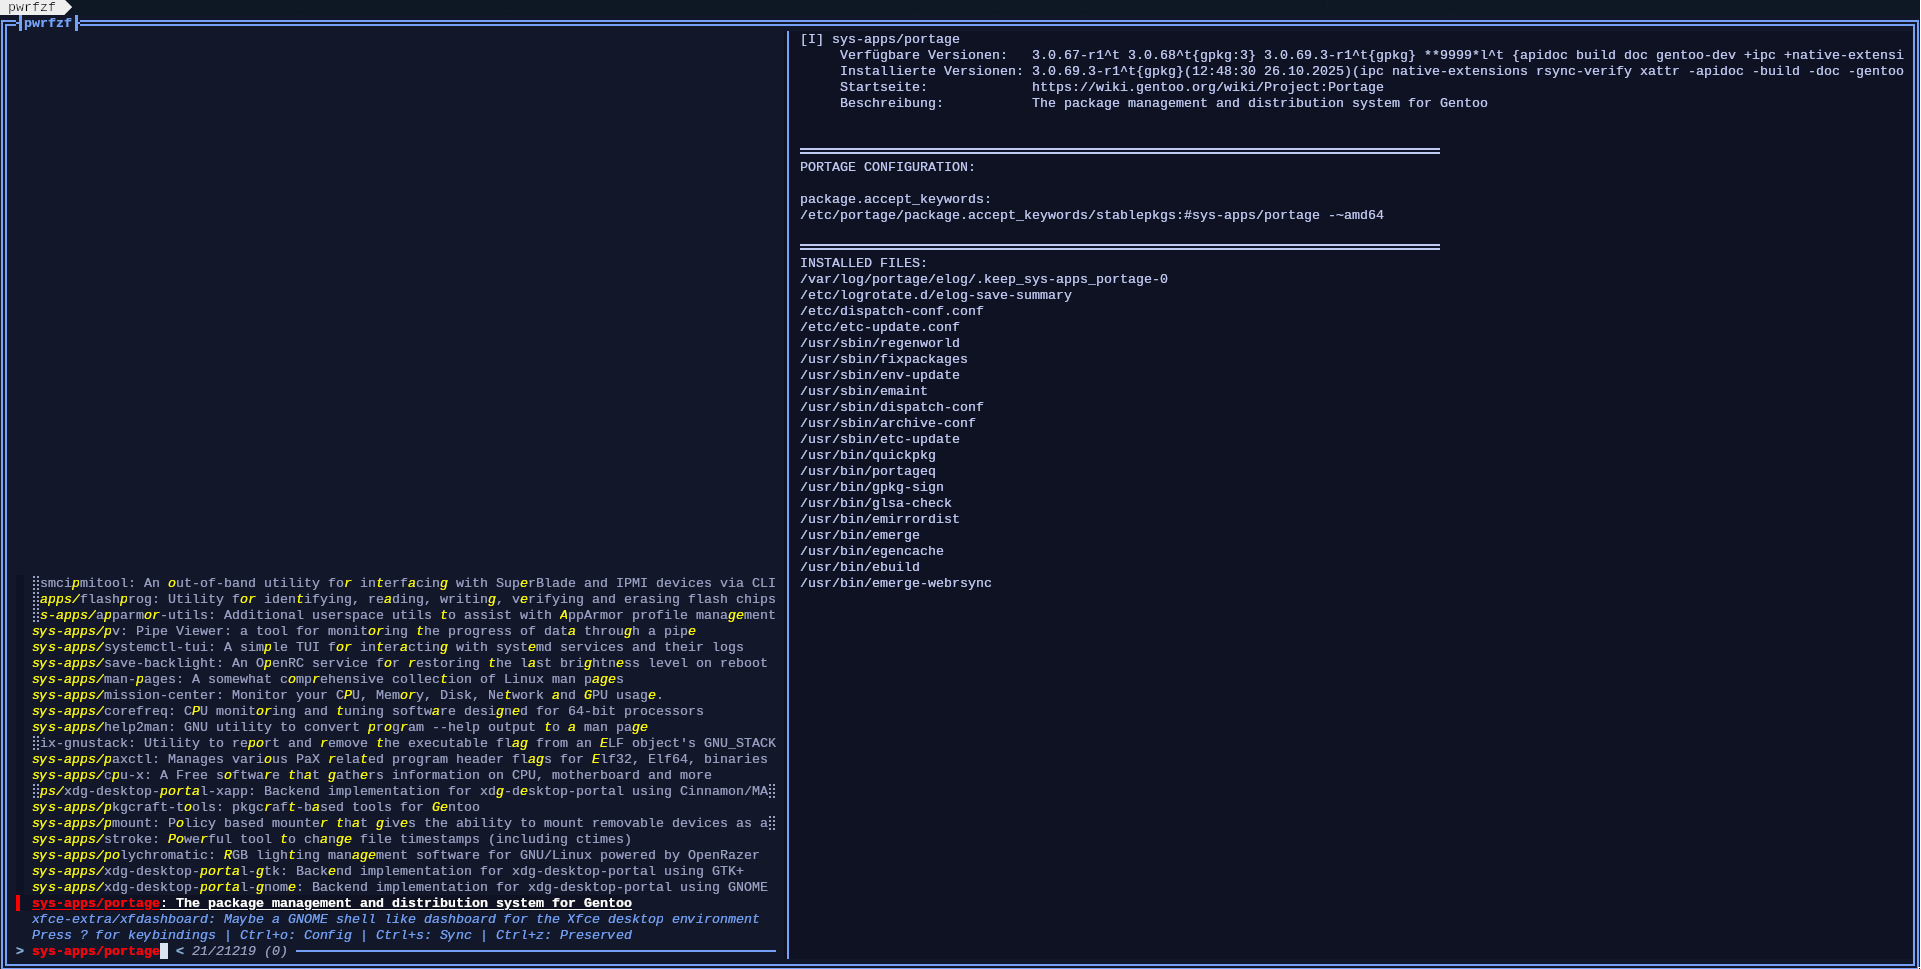 pwrfzf
pwrfzf
smcipmitool: An out-of-band utility for interfacing with SuperBlade and IPMI devices via CLI
apps/flashprog: Utility for identifying, reading, writing, verifying and erasing flash chips
s-apps/apparmor-utils: Additional userspace utils to assist with AppArmor profile management
sys-apps/pv: Pipe Viewer: a tool for monitoring the progress of data through a pipe
sys-apps/systemctl-tui: A simple TUI for interacting with systemd services and their logs
sys-apps/save-backlight: An OpenRC service for restoring the last brightness level on reboot
sys-apps/man-pages: A somewhat comprehensive collection of Linux man pages
sys-apps/mission-center: Monitor your CPU, Memory, Disk, Network and GPU usage.
sys-apps/corefreq: CPU monitoring and tuning software designed for 64-bit processors
sys-apps/help2man: GNU utility to convert program --help output to a man page
ix-gnustack: Utility to report and remove the executable flag from an ELF object's GNU_STACK
sys-apps/paxctl: Manages various PaX related program header flags for Elf32, Elf64, binaries
sys-apps/cpu-x: A Free software that gathers information on CPU, motherboard and more
ps/xdg-desktop-portal-xapp: Backend implementation for xdg-desktop-portal using Cinnamon/MA
sys-apps/pkgcraft-tools: pkgcraft-based tools for Gentoo
sys-apps/pmount: Policy based mounter that gives the ability to mount removable devices as a
sys-apps/stroke: Powerful tool to change file timestamps (including ctimes)
sys-apps/polychromatic: RGB lighting management software for GNU/Linux powered by OpenRazer
sys-apps/xdg-desktop-portal-gtk: Backend implementation for xdg-desktop-portal using GTK+
sys-apps/xdg-desktop-portal-gnome: Backend implementation for xdg-desktop-portal using GNOME
sys-apps/portage: The package management and distribution system for Gentoo
xfce-extra/xfdashboard: Maybe a GNOME shell like dashboard for the Xfce desktop environment
Press ? for keybindings | Ctrl+o: Config | Ctrl+s: Sync | Ctrl+z: Preserved
> sys-apps/portage < 21/21219 (0)
[I] sys-apps/portage
Verfügbare Versionen: 3.0.67-r1^t 3.0.68^t{gpkg:3} 3.0.69.3-r1^t{gpkg} **9999*l^t {apidoc build doc gentoo-dev +ipc +native-extensi
Installierte Versionen: 3.0.69.3-r1^t{gpkg}(12:48:30 26.10.2025)(ipc native-extensions rsync-verify xattr -apidoc -build -doc -gentoo
Startseite: https://wiki.gentoo.org/wiki/Project:Portage
Beschreibung: The package management and distribution system for Gentoo
PORTAGE CONFIGURATION:
package.accept_keywords:
/etc/portage/package.accept_keywords/stablepkgs:#sys-apps/portage -~amd64
INSTALLED FILES:
/var/log/portage/elog/.keep_sys-apps_portage-0
/etc/logrotate.d/elog-save-summary
/etc/dispatch-conf.conf
/etc/etc-update.conf
/usr/sbin/regenworld
/usr/sbin/fixpackages
/usr/sbin/env-update
/usr/sbin/emaint
/usr/sbin/dispatch-conf
/usr/sbin/archive-conf
/usr/sbin/etc-update
/usr/bin/quickpkg
/usr/bin/portageq
/usr/bin/gpkg-sign
/usr/bin/glsa-check
/usr/bin/emirrordist
/usr/bin/emerge
/usr/bin/egencache
/usr/bin/ebuild
/usr/bin/emerge-webrsync